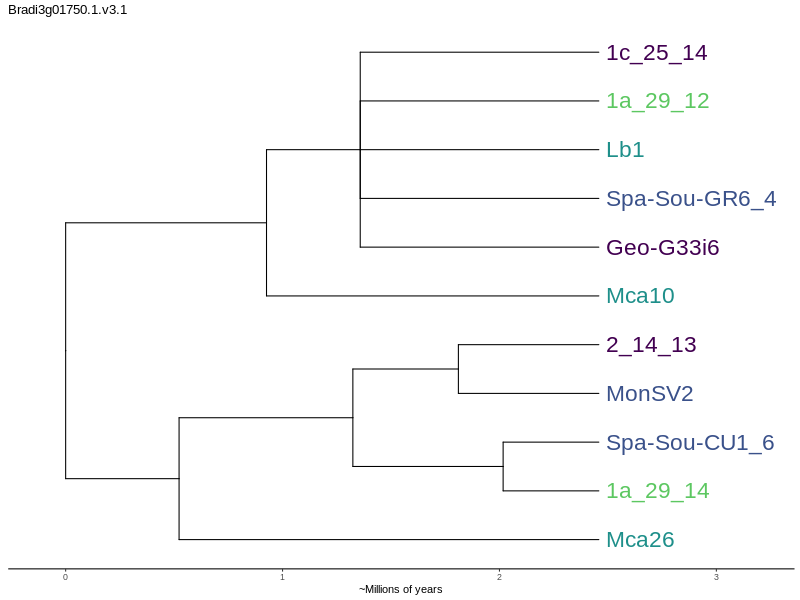 Bradi3g01750.1.v3.1
1c_25_14
1a_29_12
Lb1
Spa-Sou-GR6_4
Geo-G33i6
Mca10
2_14_13
MonSV2
Spa-Sou-CU1_6
1a_29_14
Mca26
0 1 2 3
~Millions of years